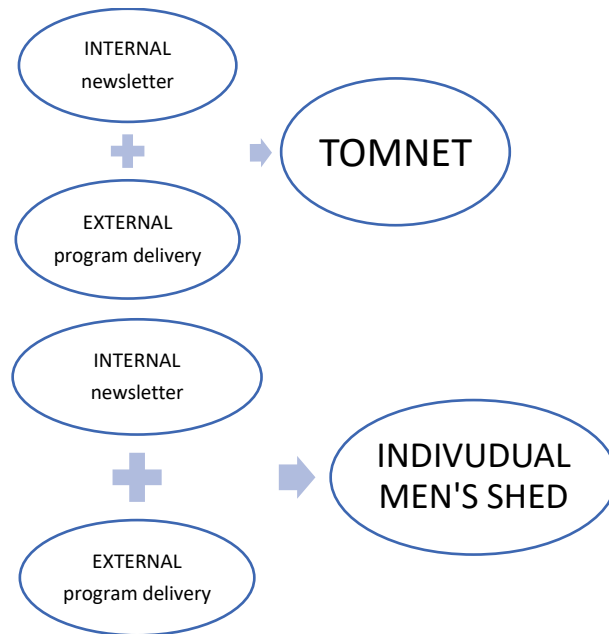 INTERNAL
newsletter
TOMNET
EXTERNAL
program delivery
INTERNAL
newsletter
INDIVUDUAL
MEN'S SHED
EXTERNAL
program delivery